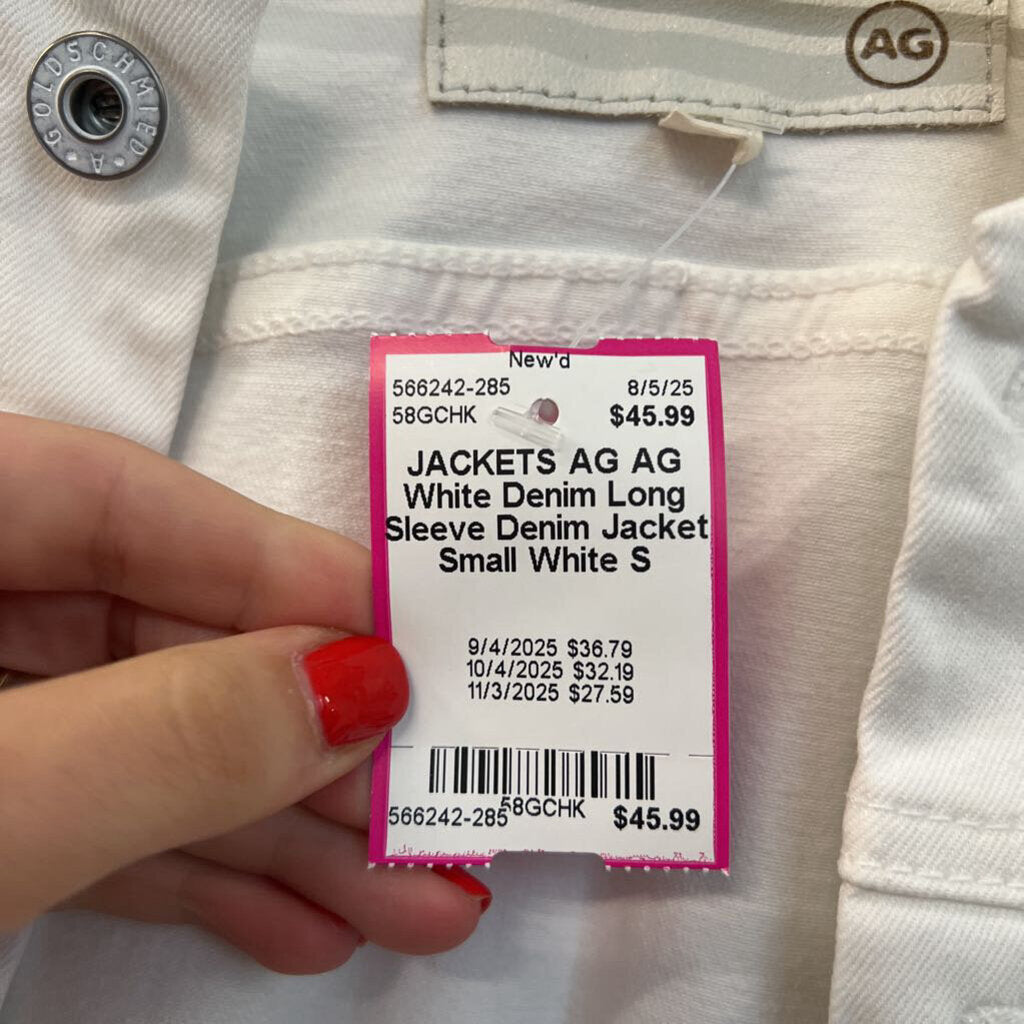 A GOLDSCHMIED
AG
New'd
566242-285 8/5/25
58GCHK $45.99
JACKETS AG AG
White Denim Long
Sleeve Denim Jacket
Small White S
9/4/2025 $36.79
10/4/2025 $32.19
11/3/2025 $27.59
58GCHK
566242-285 $45.99